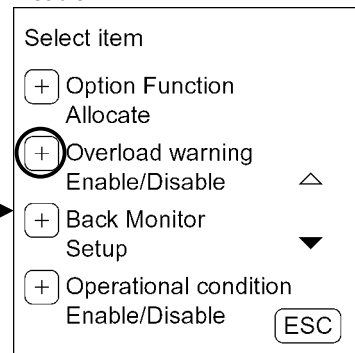 Select item
+ Option Function
Allocate
+ Overload warning
Enable/Disable
+ Back Monitor
Setup
+ Operational condition
Enable/Disable
ESC